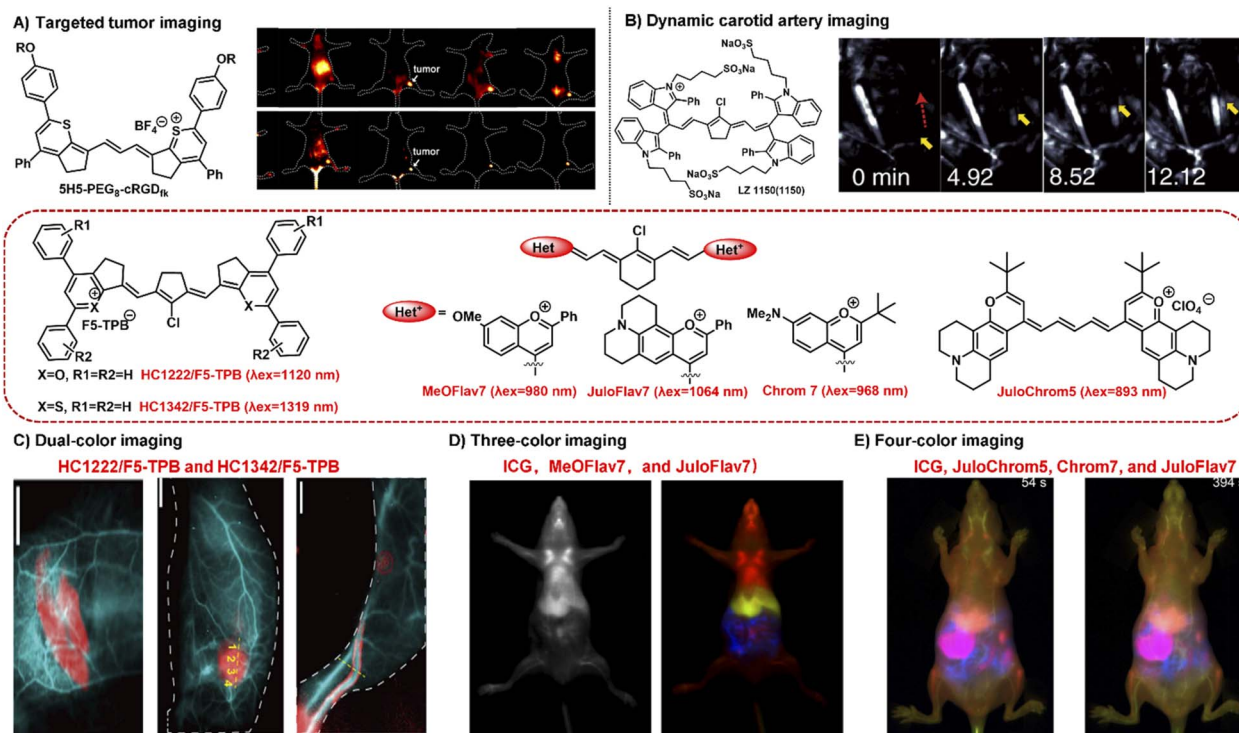 A) Targeted tumor imaging
RO
OR
BF₄⊖
S
S⊕
Ph
Ph
5H5-PEG₈-cRGDfk
tumor
tumor
B) Dynamic carotid artery imaging
NaO₃S
SO₃Na
N⊕
2-Ph
2-Ph
N
Cl
N
2-Ph
2-Ph
N
NaO₃S
SO₃Na
LZ 1150(1150)
0 min
4.92
8.52
12.12
R1
R1
X
⊕
F5-TPB⊖
Cl
X
R2
R2
X=O, R1=R2=H HC1222/F5-TPB (λex=1120 nm)
X=S, R1=R2=H HC1342/F5-TPB (λex=1319 nm)
Het
Cl
Het⁺
Het⁺
=
OMe
O⊕
Ph
MeOFlav7 (λex=980 nm)
N
O⊕
Ph
JuloFlav7 (λex=1064 nm)
Me₂N
O⊕
Chrom 7 (λex=968 nm)
O
O⊕
ClO₄⊖
N
N
JuloChrom5 (λex=893 nm)
C) Dual-color imaging
HC1222/F5-TPB and HC1342/F5-TPB
1
2
3
4
D) Three-color imaging
ICG, MeOFlav7, and JuloFlav7)
E) Four-color imaging
ICG, JuloChrom5, Chrom7, and JuloFlav7
54 s
394